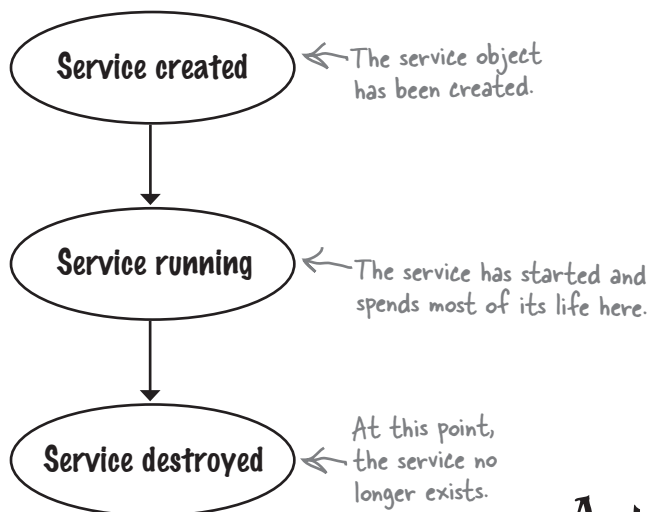 Service created
The service object
has been created.
Service running
The service has started and
spends most of its life here.
Service destroyed
At this point,
the service no
longer exists.